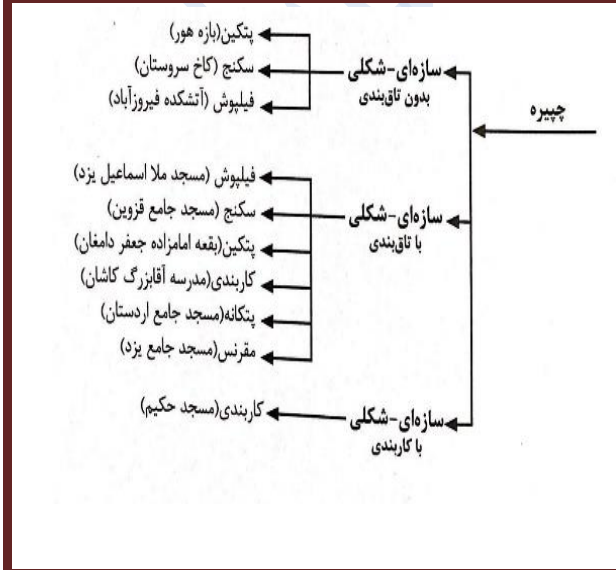 چپیره
سازه‌ای-شکلی
بدون تاق‌بندی
پتکین(بازه هور)
سکنج (کاخ سروستان)
فیلپوش (آتشکده فیروزآباد)
سازه‌ای-شکلی
با تاق‌بندی
فیلپوش (مسجد ملا اسماعیل یزد)
سکنج (مسجد جامع قزوین)
پتکین(بقعه امامزاده جعفر دامغان)
کاربندی(مدرسه آقابزرگ کاشان)
پتکانه(مسجد جامع اردستان)
مقرنس(مسجد جامع یزد)
سازه‌ای-شکلی
با کاربندی
کاربندی(مسجد حکیم)